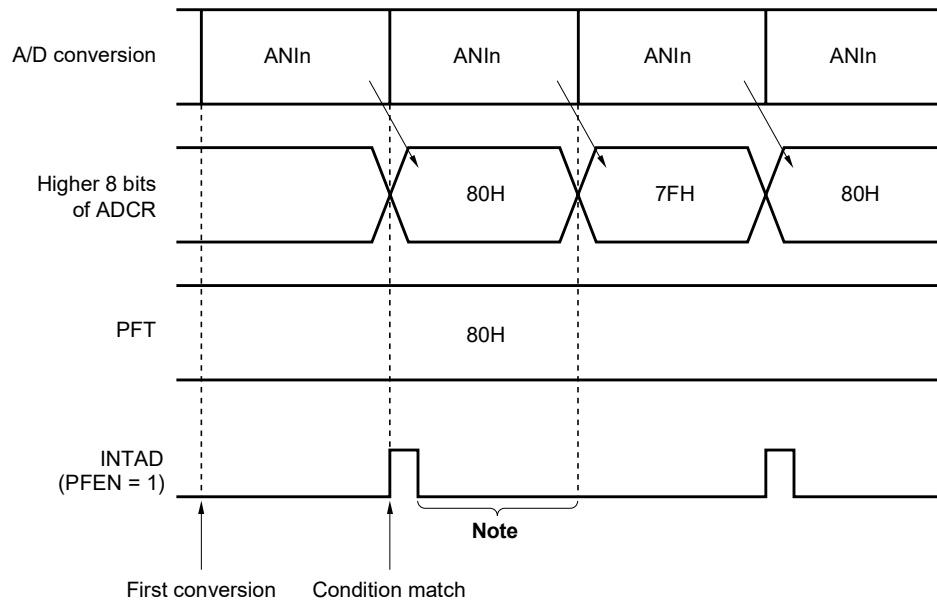 A/D conversion
ANIn
ANIn
ANIn
ANIn
Higher 8 bits
of ADCR
80H
7FH
80H
PFT
80H
INTAD
(PFEN = 1)
Note
First conversion
Condition match